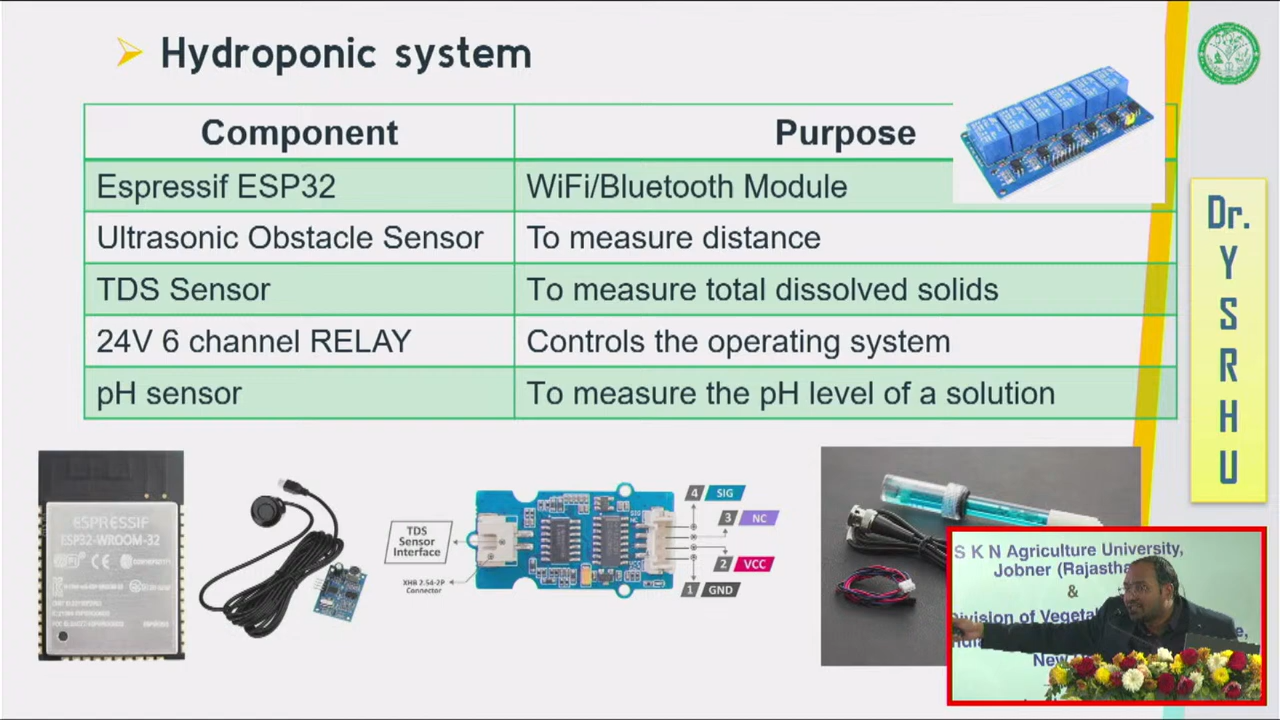 Hydroponic system
Component
Purpose
Espressif ESP32
WiFi/Bluetooth Module
Ultrasonic Obstacle Sensor
To measure distance
TDS Sensor
To measure total dissolved solids
24V 6 channel RELAY
Controls the operating system
pH sensor
To measure the pH level of a solution
Dr.
Y
S
R
H
U
ESPRESSIF
ESP32-WROOM-32
TDS
Sensor
Interface
XHB 2.54-2P
Connector
4 SIG
3 NC
2 VCC
1 GND
S K N Agriculture University,
Jobner (Rajastha
&
Division of Veget